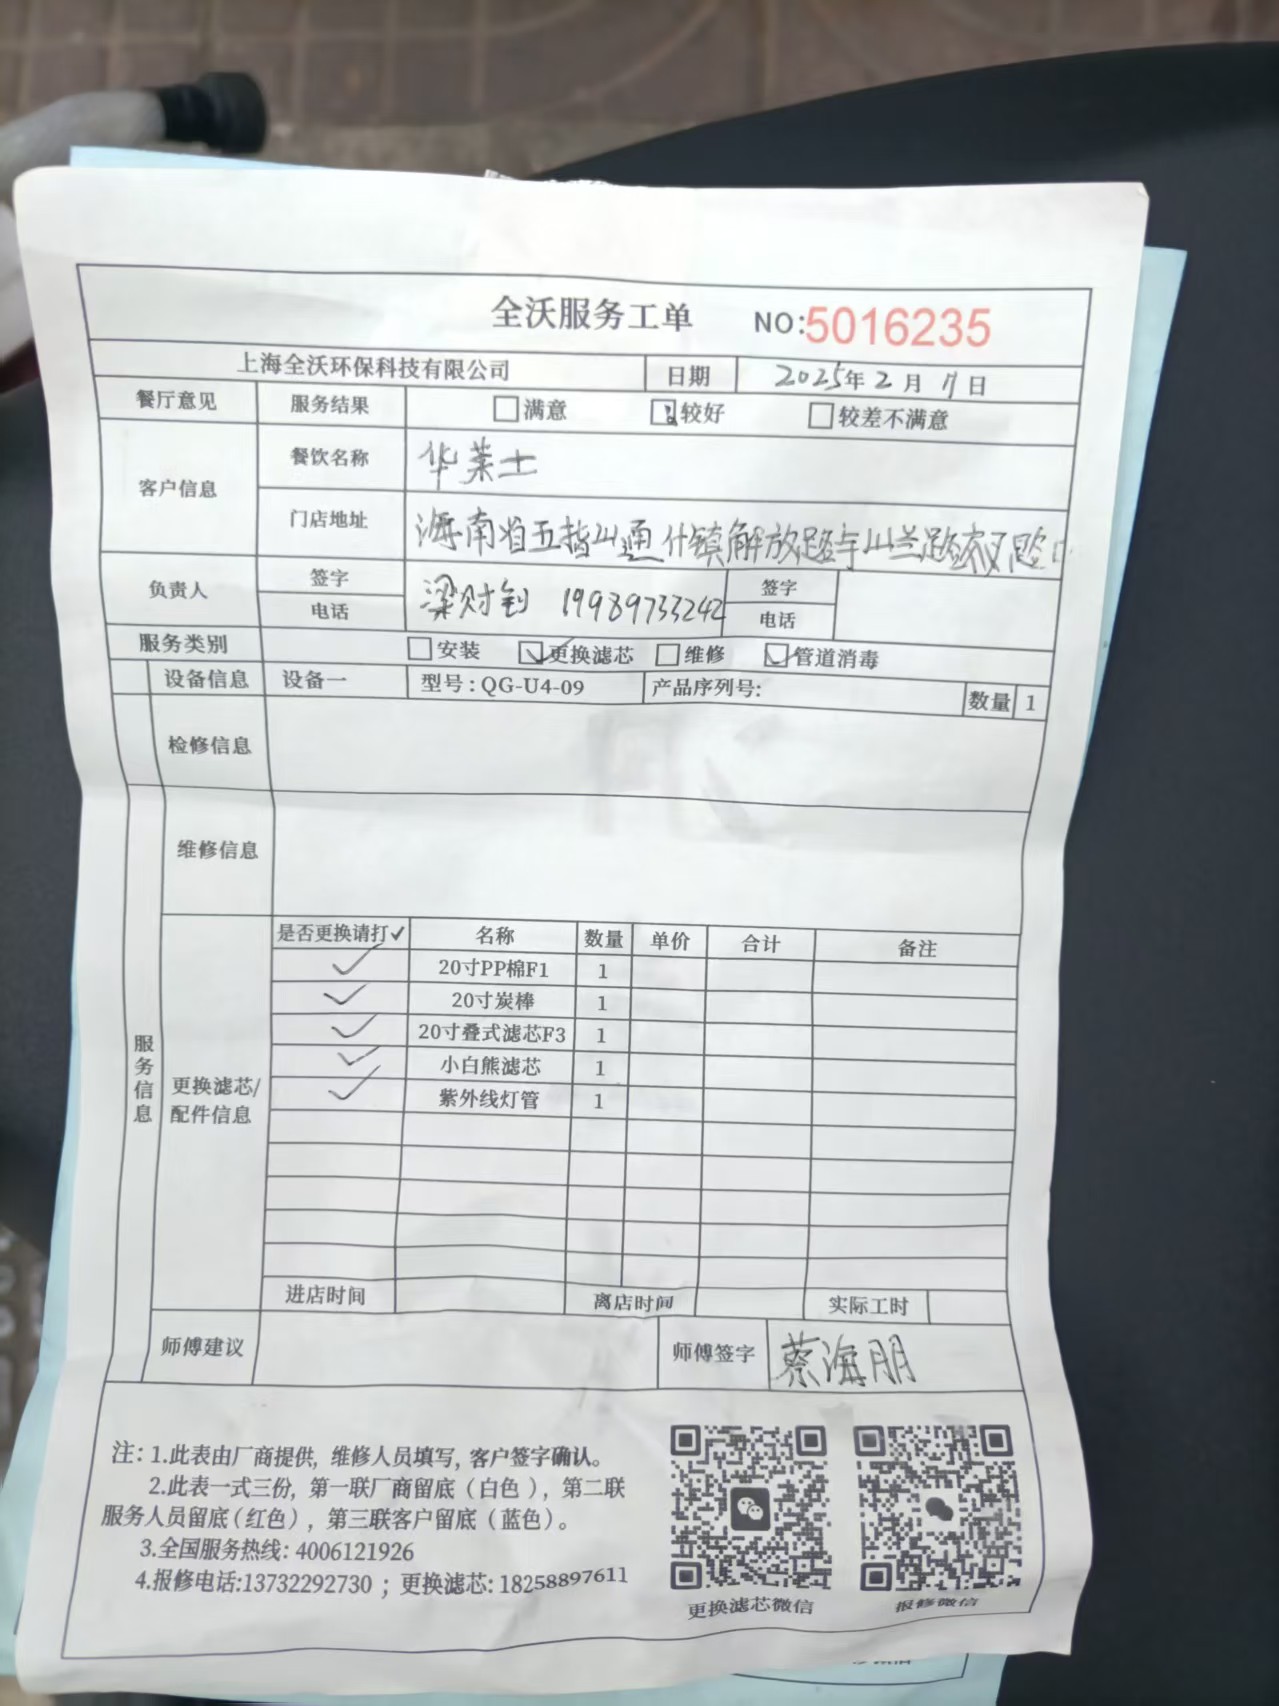 全沃服务工单 NO:5016235
上海全沃环保科技有限公司 日期 2025年2月17日
餐厅意见 服务结果 满意 较好 较差不满意
客户信息 餐饮名称 华莱士
门店地址 海南省五指山通什镇解放路与山兰路交叉路口
负责人 签字 梁财钊 签字
电话 19989733242 电话
服务类别 安装 更换滤芯 维修 管道消毒
设备信息 设备一 型号:QG-U4-09 产品序列号: 数量 1
检修信息
维修信息
服务信息
更换滤芯/
配件信息
是否更换请打✓ 名称 数量 单价 合计 备注
✓ 20寸PP棉F1 1
✓ 20寸炭棒 1
✓ 20寸叠式滤芯F3 1
✓ 小白熊滤芯 1
✓ 紫外线灯管 1
进店时间 离店时间 实际工时
师傅建议 师傅签字 蔡海朋
注: 1.此表由厂商提供, 维修人员填写, 客户签字确认。
2.此表一式三份, 第一联厂商留底(白色), 第二联
服务人员留底(红色), 第三联客户留底(蓝色)。
3.全国服务热线: 4006121926
4.报修电话:13732292730 ; 更换滤芯: 18258897611
更换滤芯微信 报修微信